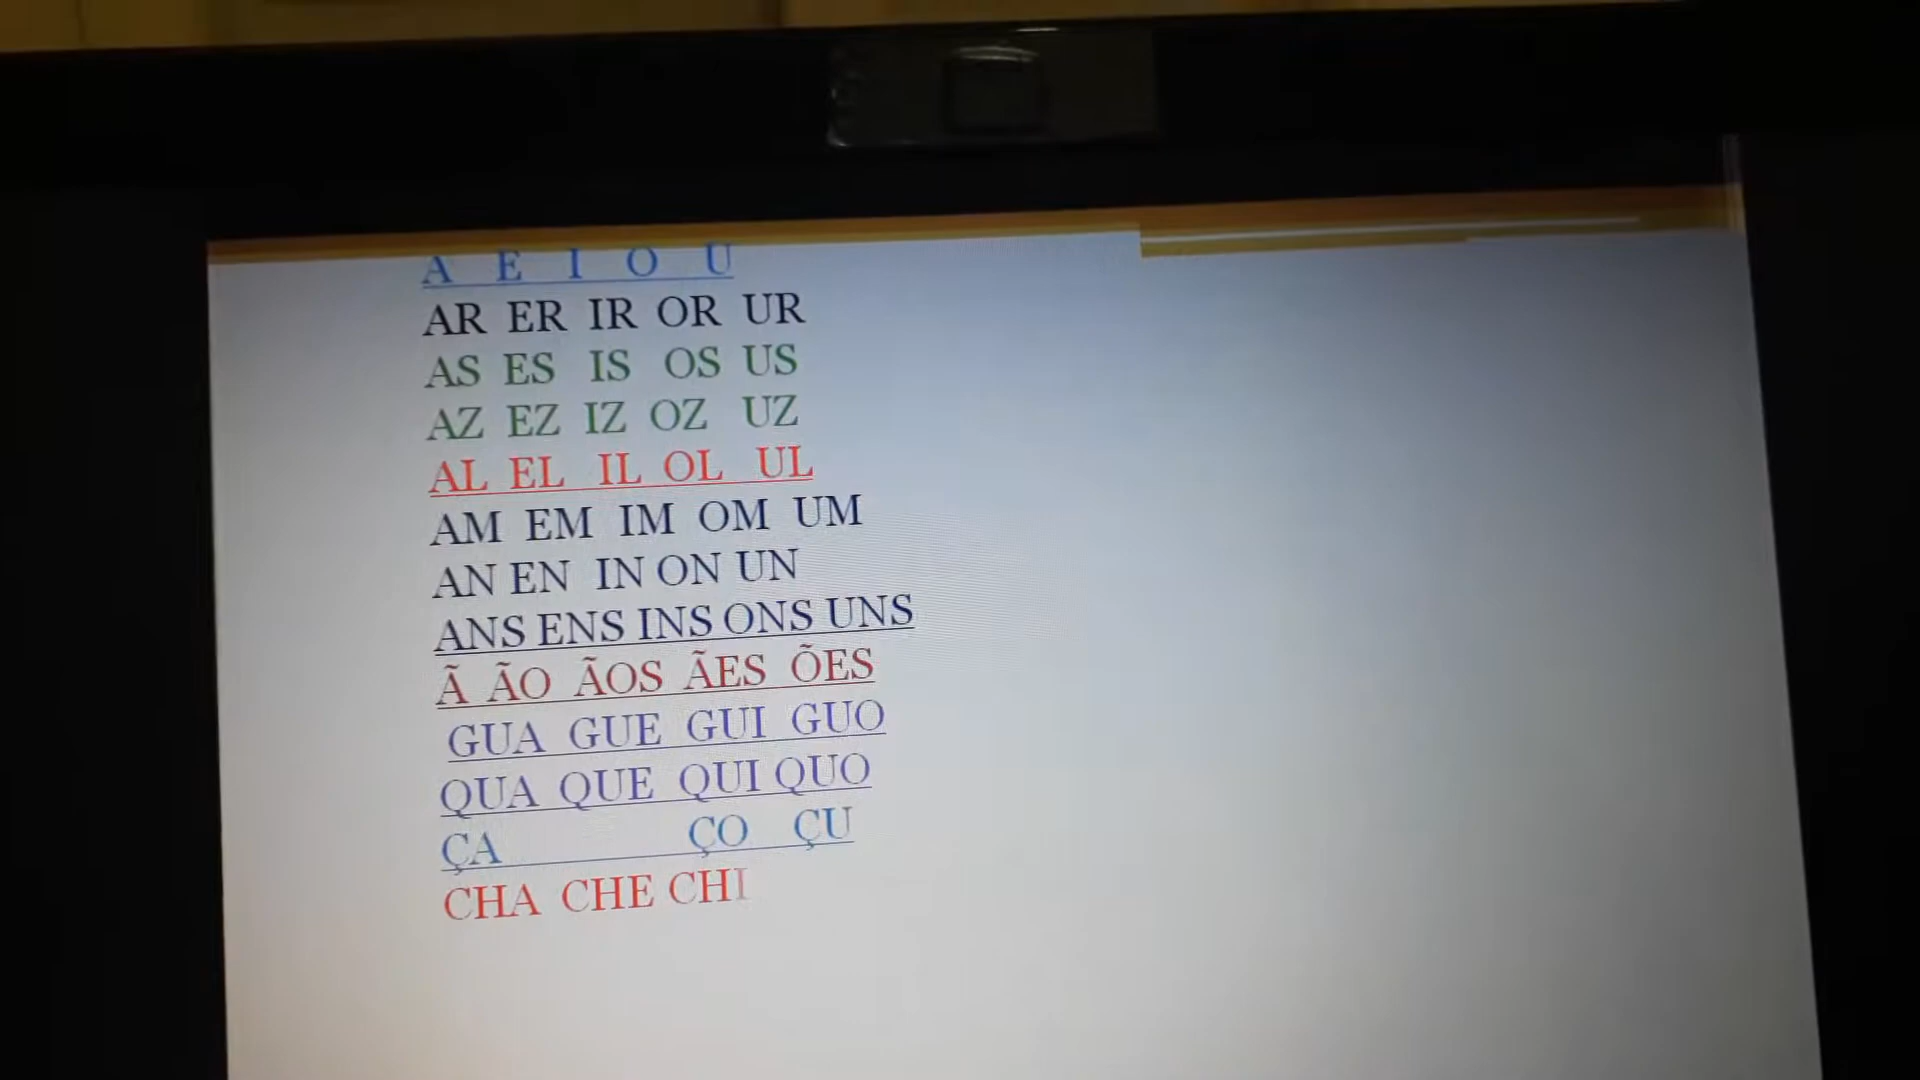 A E I O U
AR ER IR OR UR
AS ES IS OS US
AZ EZ IZ OZ UZ
AL EL IL OL UL
AM EM IM OM UM
AN EN IN ON UN
ANS ENS INS ONS UNS
Ã ÃO ÃOS ÃES ÕES
GUA GUE GUI GUO
QUA QUE QUI QUO
ÇA ÇO ÇU
CHA CHE CHI